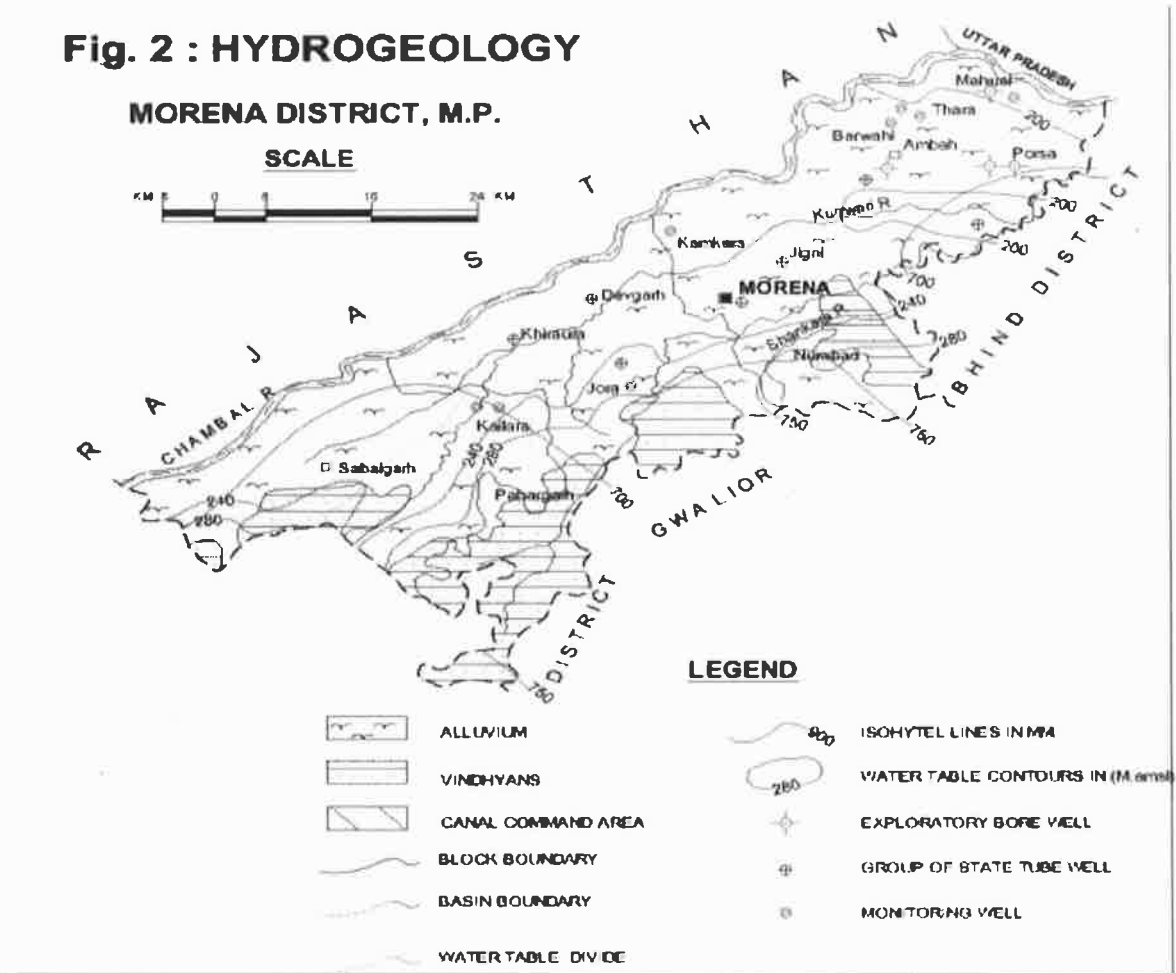 Fig. 2 : HYDROGEOLOGY
MORENA DISTRICT, M.P.
SCALE
KM 8 0 8 16 24 KM
RAJASTHAN
UTTAR PRADESH
200
Thara
Barwahi
Ambah
Porsa
Kunwari R
200
200
Kamkera
Jigni
700
MORENA
240
Devgarh
Shankar R
280
Khiraula
Nurabad
BHIND DISTRICT
Jora
CHAMBAL R.
Kailara
750
760
240
280
Sabalgarh
Pahargarh
700
240
280
GWALIOR
DISTRICT
750
LEGEND
ALLUVIUM
VINDHYANS
CANAL COMMAND AREA
BLOCK BOUNDARY
BASIN BOUNDARY
WATER TABLE DIVIDE
900 ISOHYTEL LINES IN MM
280 WATER TABLE CONTOURS IN (M.amsl)
EXPLORATORY BORE WELL
GROUP OF STATE TUBE WELL
MONITORING WELL